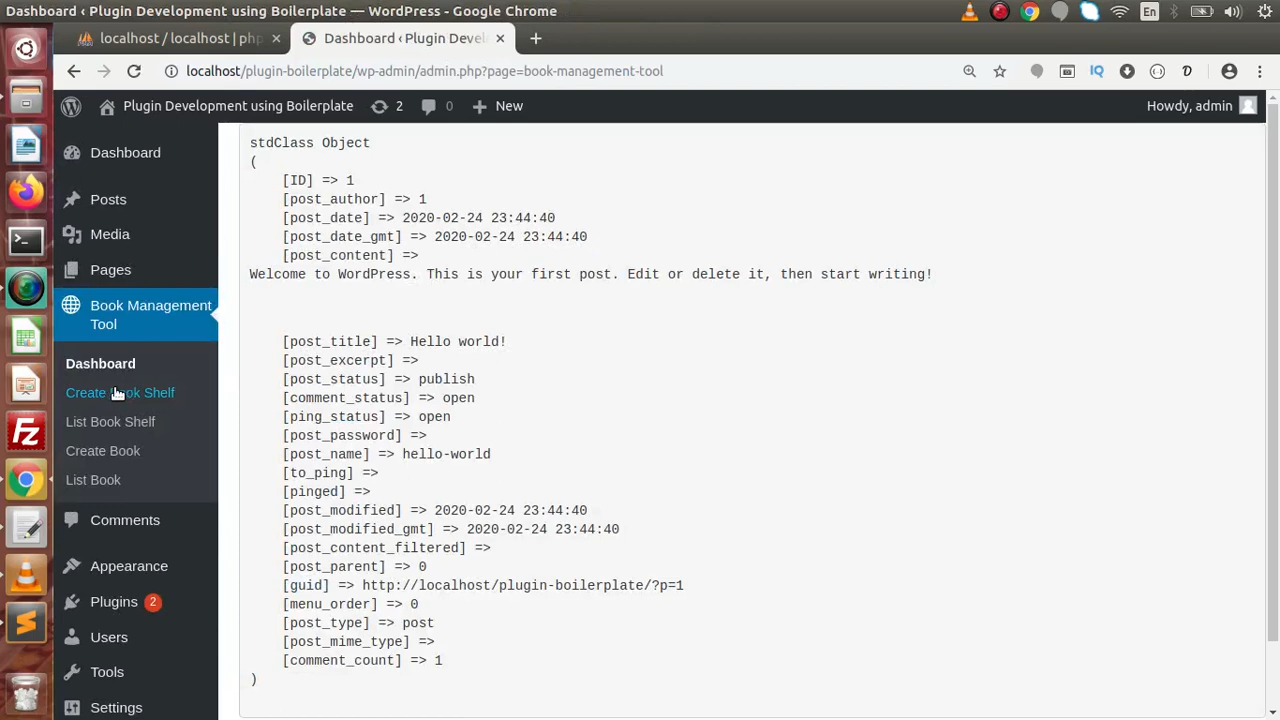 Dashboard ‹ Plugin Development using Boilerplate — WordPress - Google Chrome
En
localhost / localhost | php
Dashboard ‹ Plugin Devel
localhost/plugin-boilerplate/wp-admin/admin.php?page=book-management-tool
IQ
Plugin Development using Boilerplate
2
0
New
Howdy, admin
Dashboard
Posts
Media
Pages
Book Management
Tool
Dashboard
Create Book Shelf
List Book Shelf
Create Book
List Book
Comments
Appearance
Plugins 2
Users
Tools
Settings
stdClass Object
(
[ID] => 1
[post_author] => 1
[post_date] => 2020-02-24 23:44:40
[post_date_gmt] => 2020-02-24 23:44:40
[post_content] =>
Welcome to WordPress. This is your first post. Edit or delete it, then start writing!
[post_title] => Hello world!
[post_excerpt] =>
[post_status] => publish
[comment_status] => open
[ping_status] => open
[post_password] =>
[post_name] => hello-world
[to_ping] =>
[pinged] =>
[post_modified] => 2020-02-24 23:44:40
[post_modified_gmt] => 2020-02-24 23:44:40
[post_content_filtered] =>
[post_parent] => 0
[guid] => http://localhost/plugin-boilerplate/?p=1
[menu_order] => 0
[post_type] => post
[post_mime_type] =>
[comment_count] => 1
)